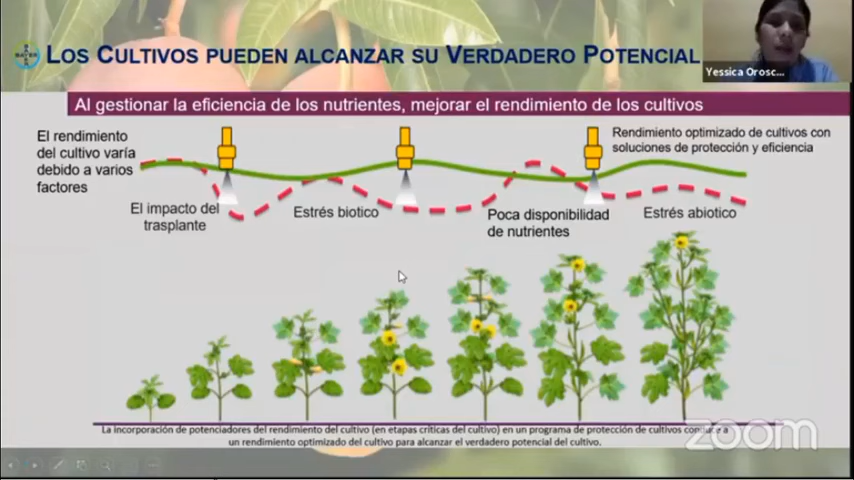 BAYER
LOS CULTIVOS PUEDEN ALCANZAR SU VERDADERO POTENCIAL
Yessica Orosc...
Al gestionar la eficiencia de los nutrientes, mejorar el rendimiento de los cultivos
El rendimiento
del cultivo varía
debido a varios
factores
Rendimiento optimizado de cultivos con
soluciones de protección y eficiencia
El impacto del
trasplante
Estrés biotico
Poca disponibilidad
de nutrientes
Estrés abiotico
La incorporación de potenciadores del rendimiento del cultivo (en etapas críticas del cultivo) en un programa de protección de cultivos conduce a
un rendimiento optimizado del cultivo para alcanzar el verdadero potencial del cultivo.
zoom